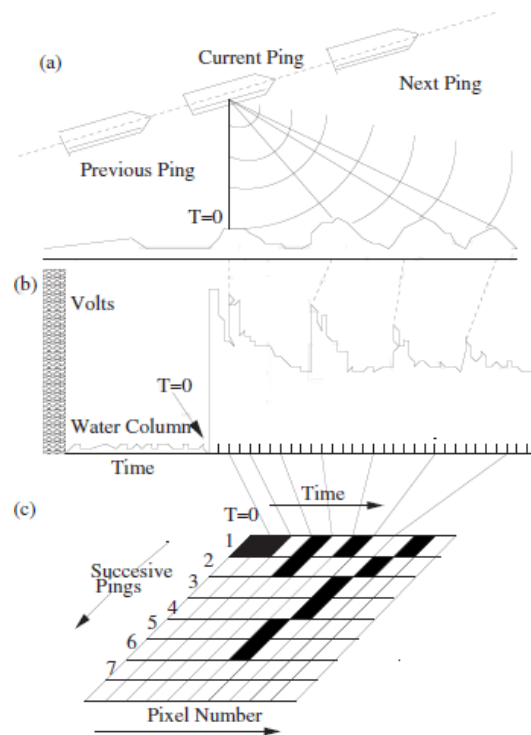 (a)
Current Ping
Next Ping
Previous Ping
T=0
(b)
Volts
T=0
Water Column
Time
(c)
T=0
Time
1
2
3
4
5
6
7
Succesive
Pings
Pixel Number